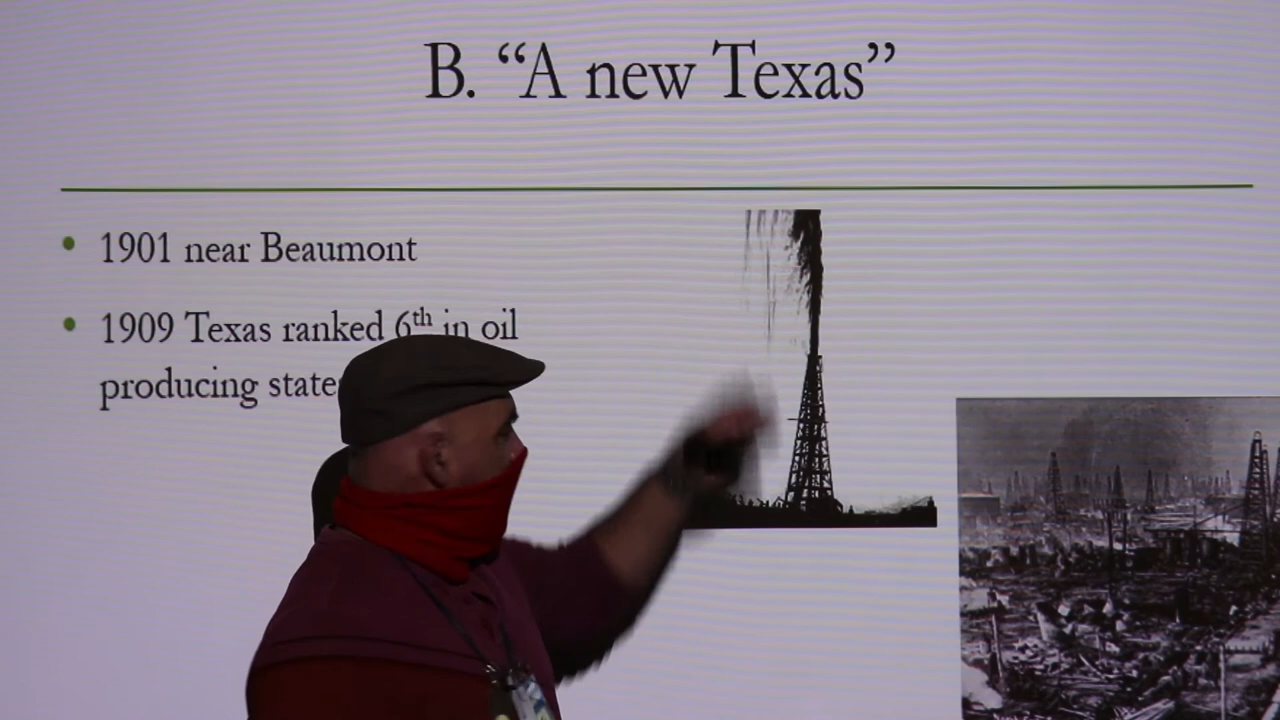 B. “A new Texas”
• 1901 near Beaumont
• 1909 Texas ranked 6th in oil
producing state